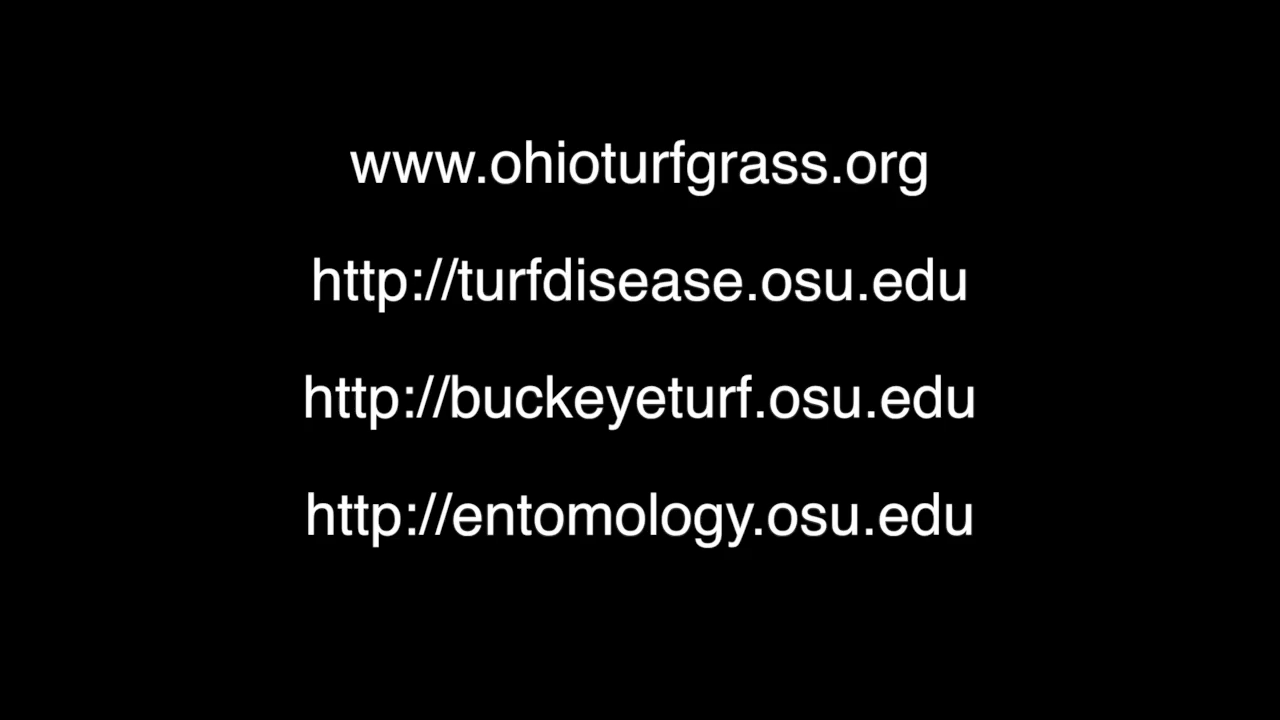 www.ohioturfgrass.org
http://turfdisease.osu.edu
http://buckeyeturf.osu.edu
http://entomology.osu.edu